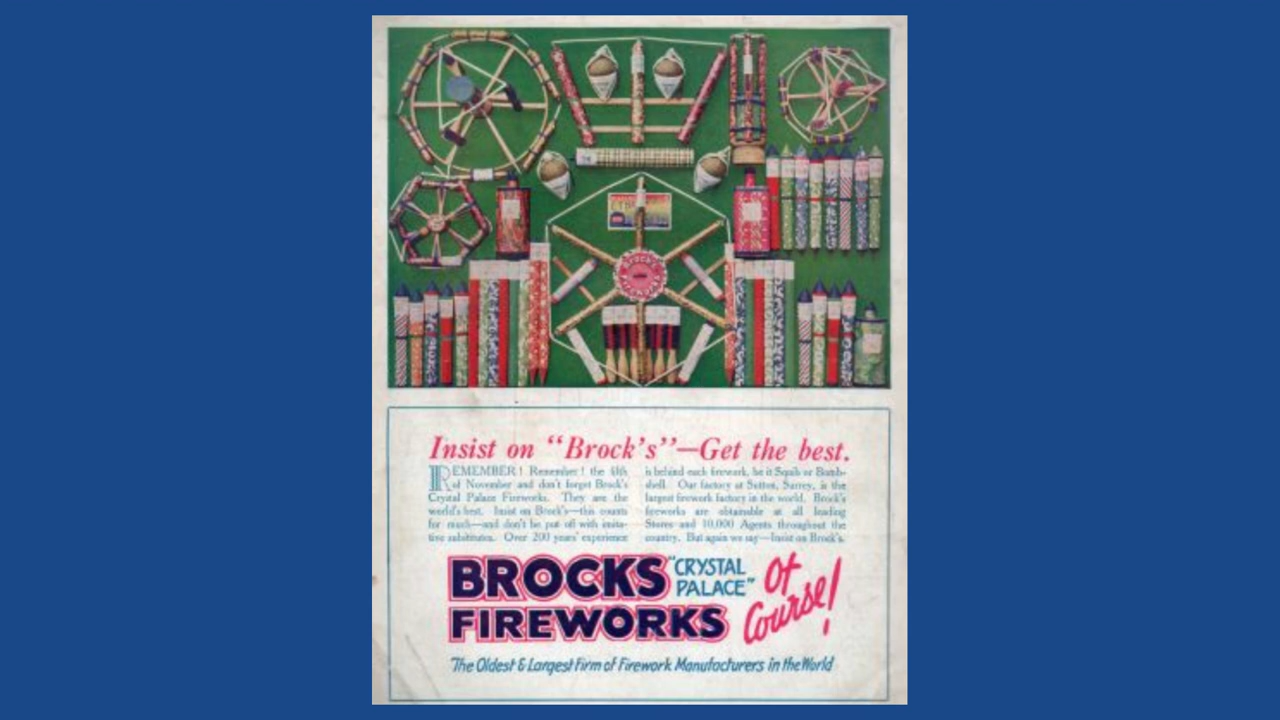 Brock's
FIREWORKS
Insist on "Brock's"—Get the best.
REMEMBER! Remember! the fifth
of November and don't forget Brock's
Crystal Palace Fireworks. They are the
world's best. Insist on Brock's—this counts
for much—and don't be put off with imita-
tive substitutes. Over 200 years' experience
is behind each firework, be it Squib or Bomb-
shell. Our factory at Sutton, Surrey, is the
largest firework factory in the world. Brock's
fireworks are obtainable at all leading
Stores and 10,000 Agents throughout the
country. But again we say—Insist on Brock's.
BROCKS "CRYSTAL
PALACE" Of
FIREWORKS Course!
The Oldest & Largest Firm of Firework Manufacturers in the World